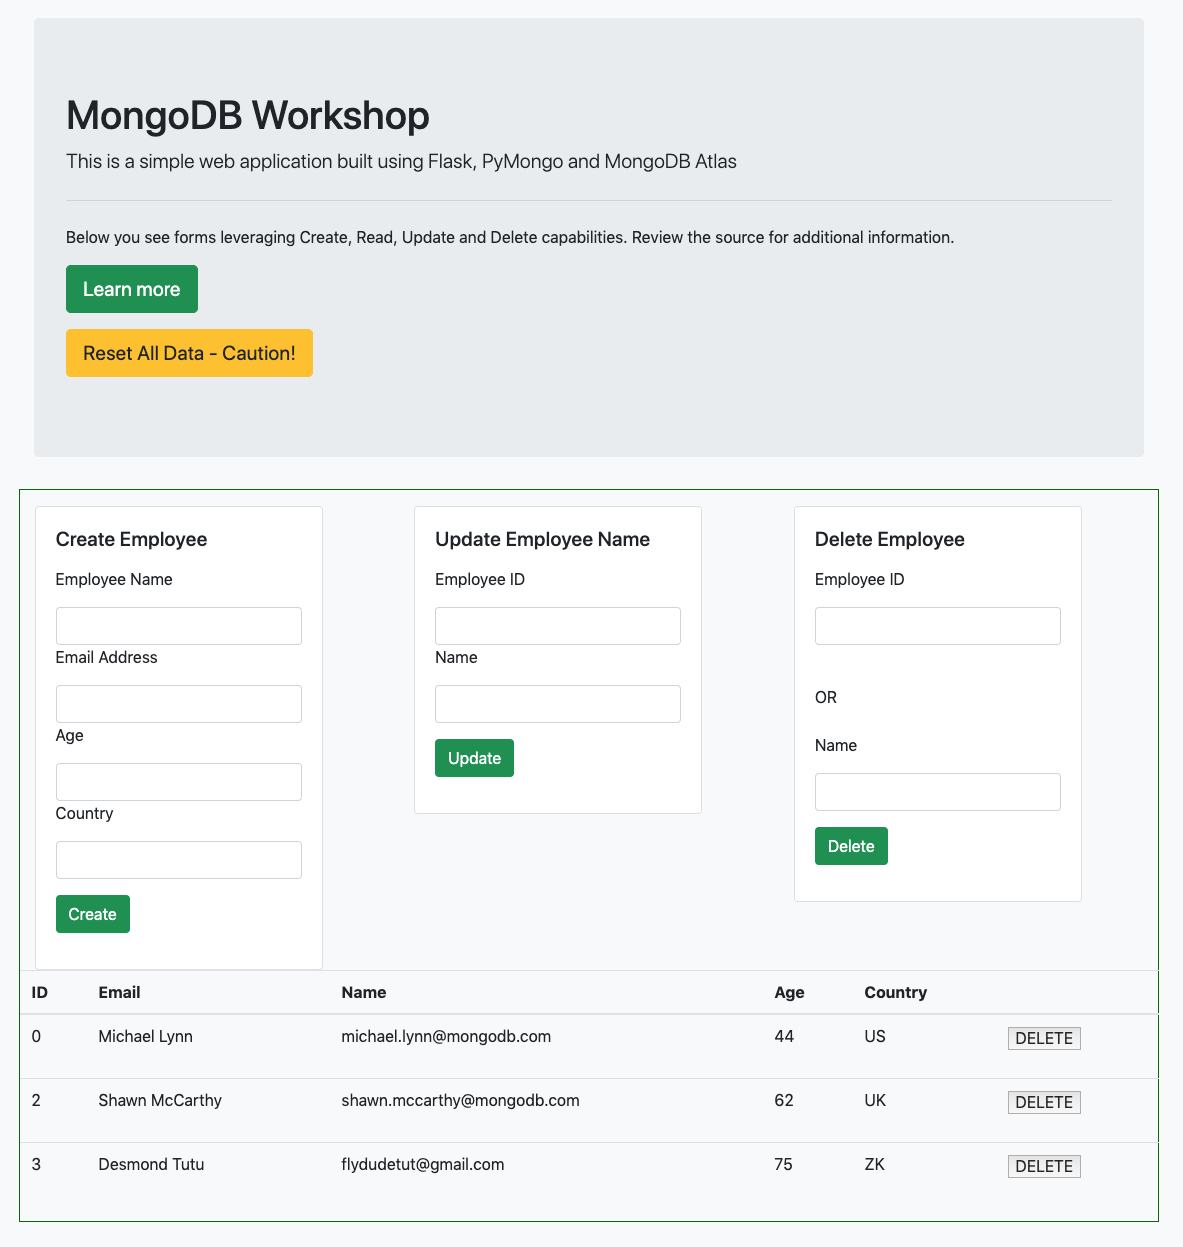 MongoDB Workshop
This is a simple web application built using Flask, PyMongo and MongoDB Atlas
Below you see forms leveraging Create, Read, Update and Delete capabilities. Review the source for additional information.
Learn more
Reset All Data - Caution!
Create Employee
Employee Name
Email Address
Age
Country
Create
Update Employee Name
Employee ID
Name
Update
Delete Employee
Employee ID
OR
Name
Delete
ID Email Name Age Country
0 Michael Lynn michael.lynn@mongodb.com 44 US DELETE
2 Shawn McCarthy shawn.mccarthy@mongodb.com 62 UK DELETE
3 Desmond Tutu flydudetut@gmail.com 75 ZK DELETE